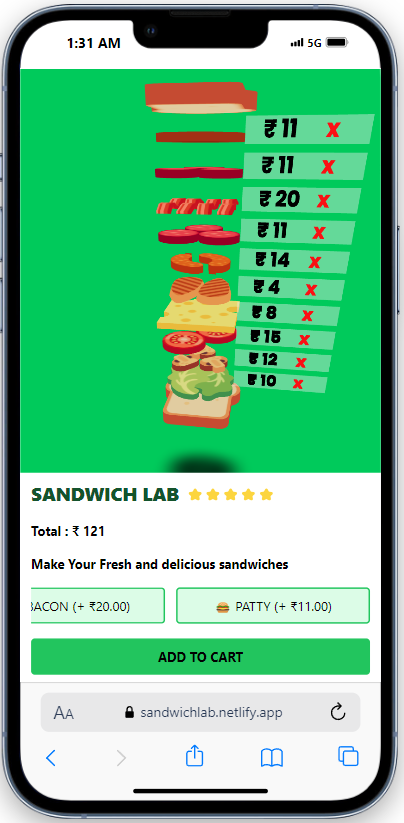 1:31 AM 5G
₹ 11 X
₹ 11 X
₹ 20 X
₹ 11 X
₹ 14 X
₹ 4 X
₹ 8 X
₹ 15 X
₹ 12 X
₹ 10 X
SANDWICH LAB
Total : ₹ 121
Make Your Fresh and delicious sandwiches
BACON (+ ₹20.00) PATTY (+ ₹11.00)
ADD TO CART
AA sandwichlab.netlify.app